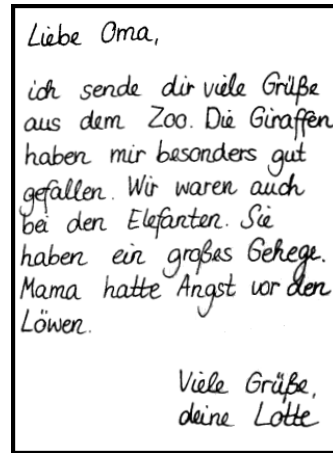 Liebe Oma,
ich sende dir viele Grüße
aus dem Zoo. Die Giraffen
haben mir besonders gut
gefallen. Wir waren auch
bei den Elefanten. Sie
haben ein großes Gehege.
Mama hatte Angst vor den
Löwen.
Viele Grüße,
deine Lotte